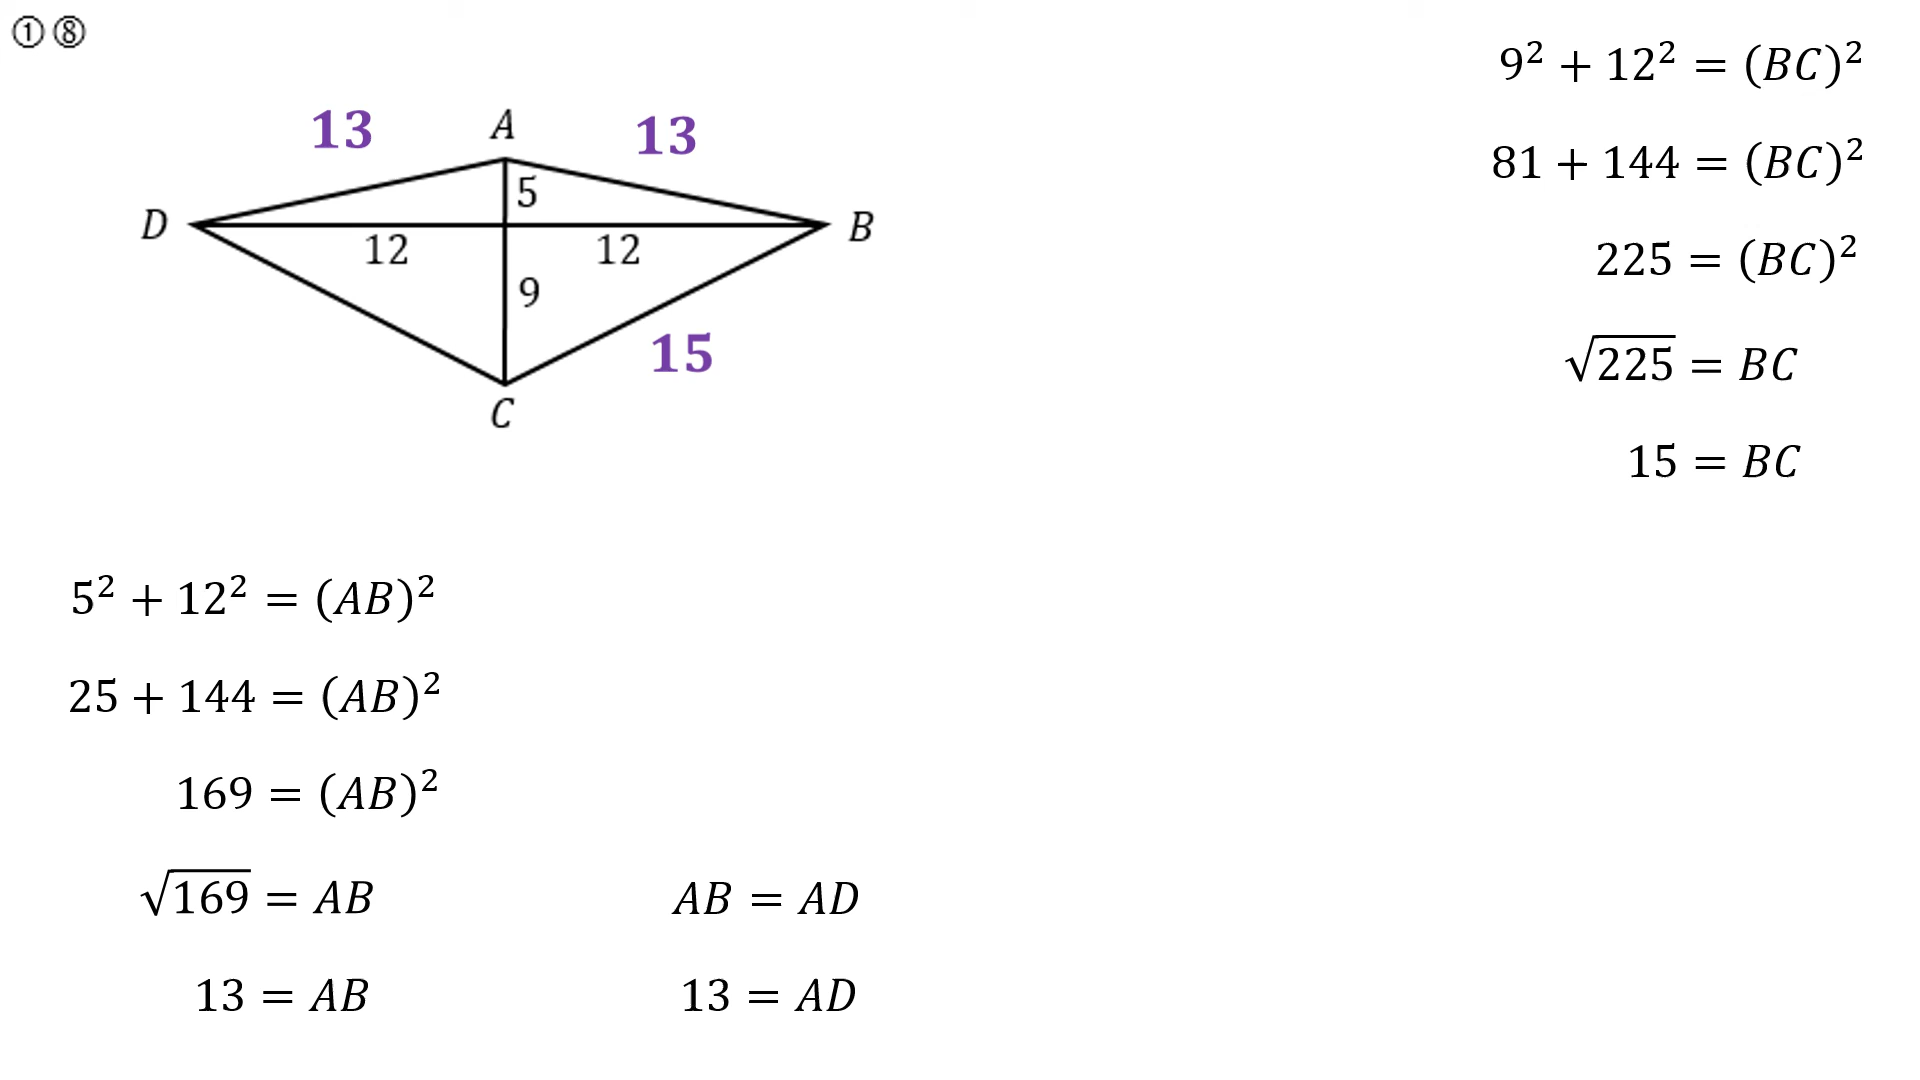 ① ⑧
13 A 13
5
D 12 12 B
9
15
C
9² + 12² = (BC)²
81 + 144 = (BC)²
225 = (BC)²
√225 = BC
15 = BC
5² + 12² = (AB)²
25 + 144 = (AB)²
169 = (AB)²
√169 = AB
13 = AB
AB = AD
13 = AD